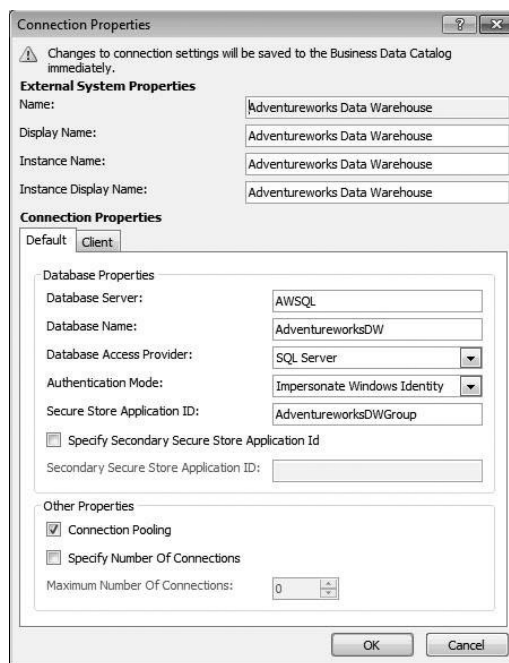 Connection Properties
Changes to connection settings will be saved to the Business Data Catalog
immediately.
External System Properties
Name: Adventureworks Data Warehouse
Display Name: Adventureworks Data Warehouse
Instance Name: Adventureworks Data Warehouse
Instance Display Name: Adventureworks Data Warehouse
Connection Properties
Default Client
Database Properties
Database Server: AWSQL
Database Name: AdventureworksDW
Database Access Provider: SQL Server
Authentication Mode: Impersonate Windows Identity
Secure Store Application ID: AdventureworksDWGroup
Specify Secondary Secure Store Application Id
Secondary Secure Store Application ID:
Other Properties
Connection Pooling
Specify Number Of Connections
Maximum Number Of Connections: 0
OK Cancel